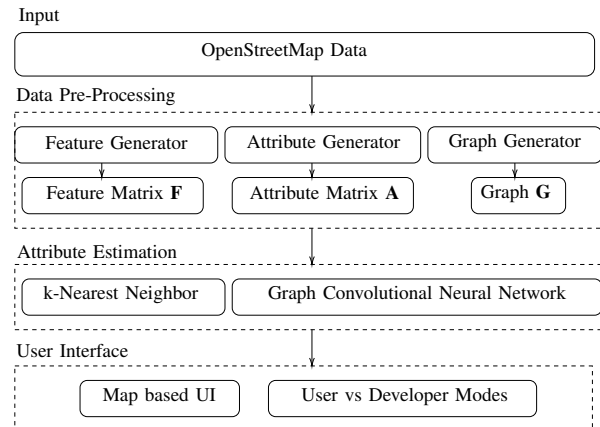 Input
OpenStreetMap Data
Data Pre-Processing
Feature Generator
Attribute Generator
Graph Generator
Feature Matrix F
Attribute Matrix A
Graph G
Attribute Estimation
k-Nearest Neighbor
Graph Convolutional Neural Network
User Interface
Map based UI
User vs Developer Modes